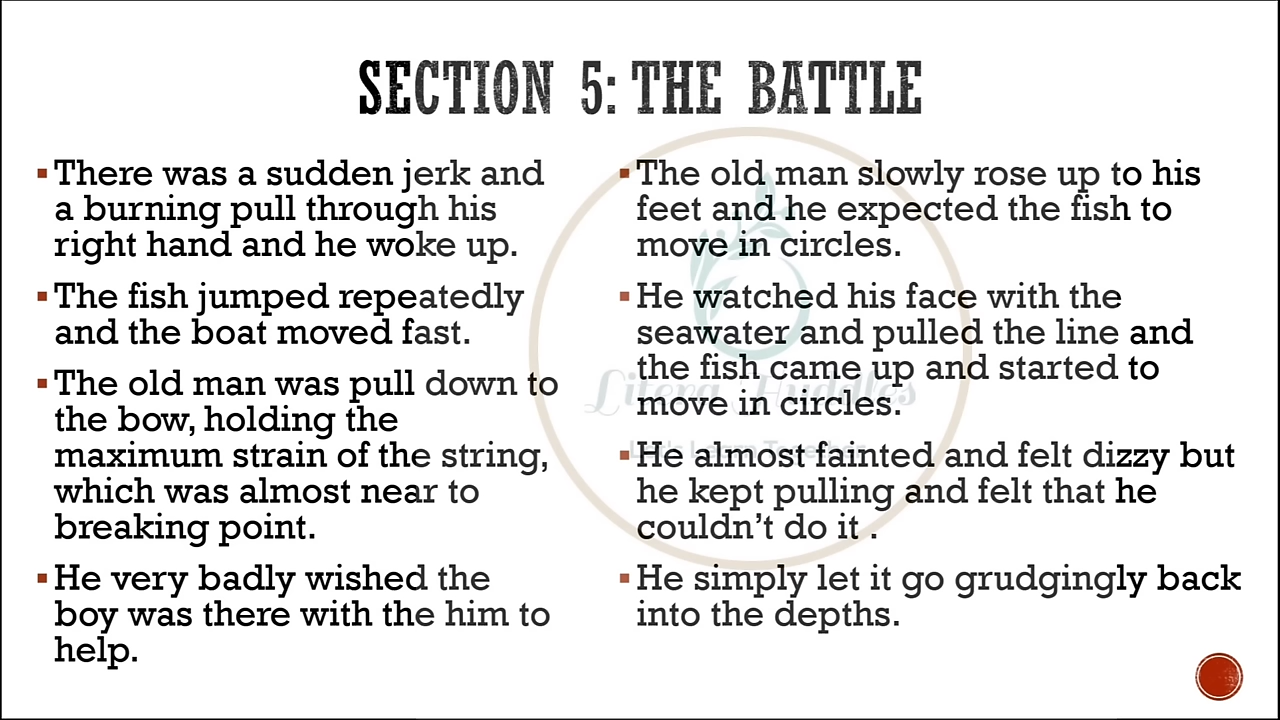 SECTION 5: THE BATTLE
▪There was a sudden jerk and
a burning pull through his
right hand and he woke up.
▪The fish jumped repeatedly
and the boat moved fast.
▪The old man was pull down to
the bow, holding the
maximum strain of the string,
which was almost near to
breaking point.
▪He very badly wished the
boy was there with the him to
help.
▪The old man slowly rose up to his
feet and he expected the fish to
move in circles.
▪He watched his face with the
seawater and pulled the line and
the fish came up and started to
move in circles.
▪He almost fainted and felt dizzy but
he kept pulling and felt that he
couldn't do it .
▪He simply let it go grudgingly back
into the depths.
Litera Huddles
Let's Learn Together